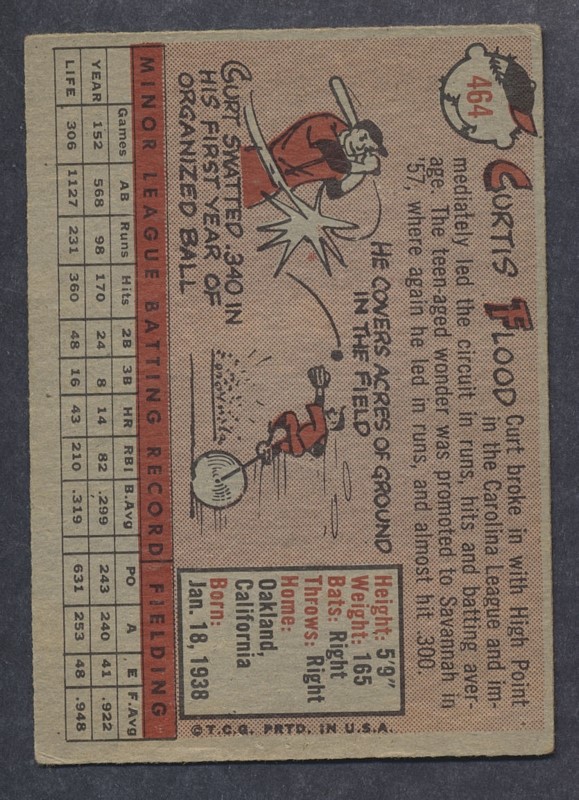 464
CURTIS FLOOD Curt broke in with High Point
in the Carolina League and im-
mediately led the circuit in runs, hits and batting aver-
age. The teen-aged wonder was promoted to Savannah in
'57, where again he led in runs, and almost hit .300.
CURT SWATTED .340 IN
HIS FIRST YEAR OF
ORGANIZED BALL
HE COVERS ACRES OF GROUND
IN THE FIELD
Height: 5'9"
Weight: 165
Bats: Right
Throws: Right
Home:
Oakland,
California
Born:
Jan. 18, 1938
©T.C.G. PRTD. IN U.S.A.
MINOR LEAGUE BATTING RECORD FIELDING
Games AB Runs Hits 2B 3B HR RBI B.Avg PO A E F.Avg
YEAR 152 568 98 170 24 8 14 82 .299 243 240 41 .922
LIFE 306 1127 231 360 48 16 43 210 .319 631 253 48 .948